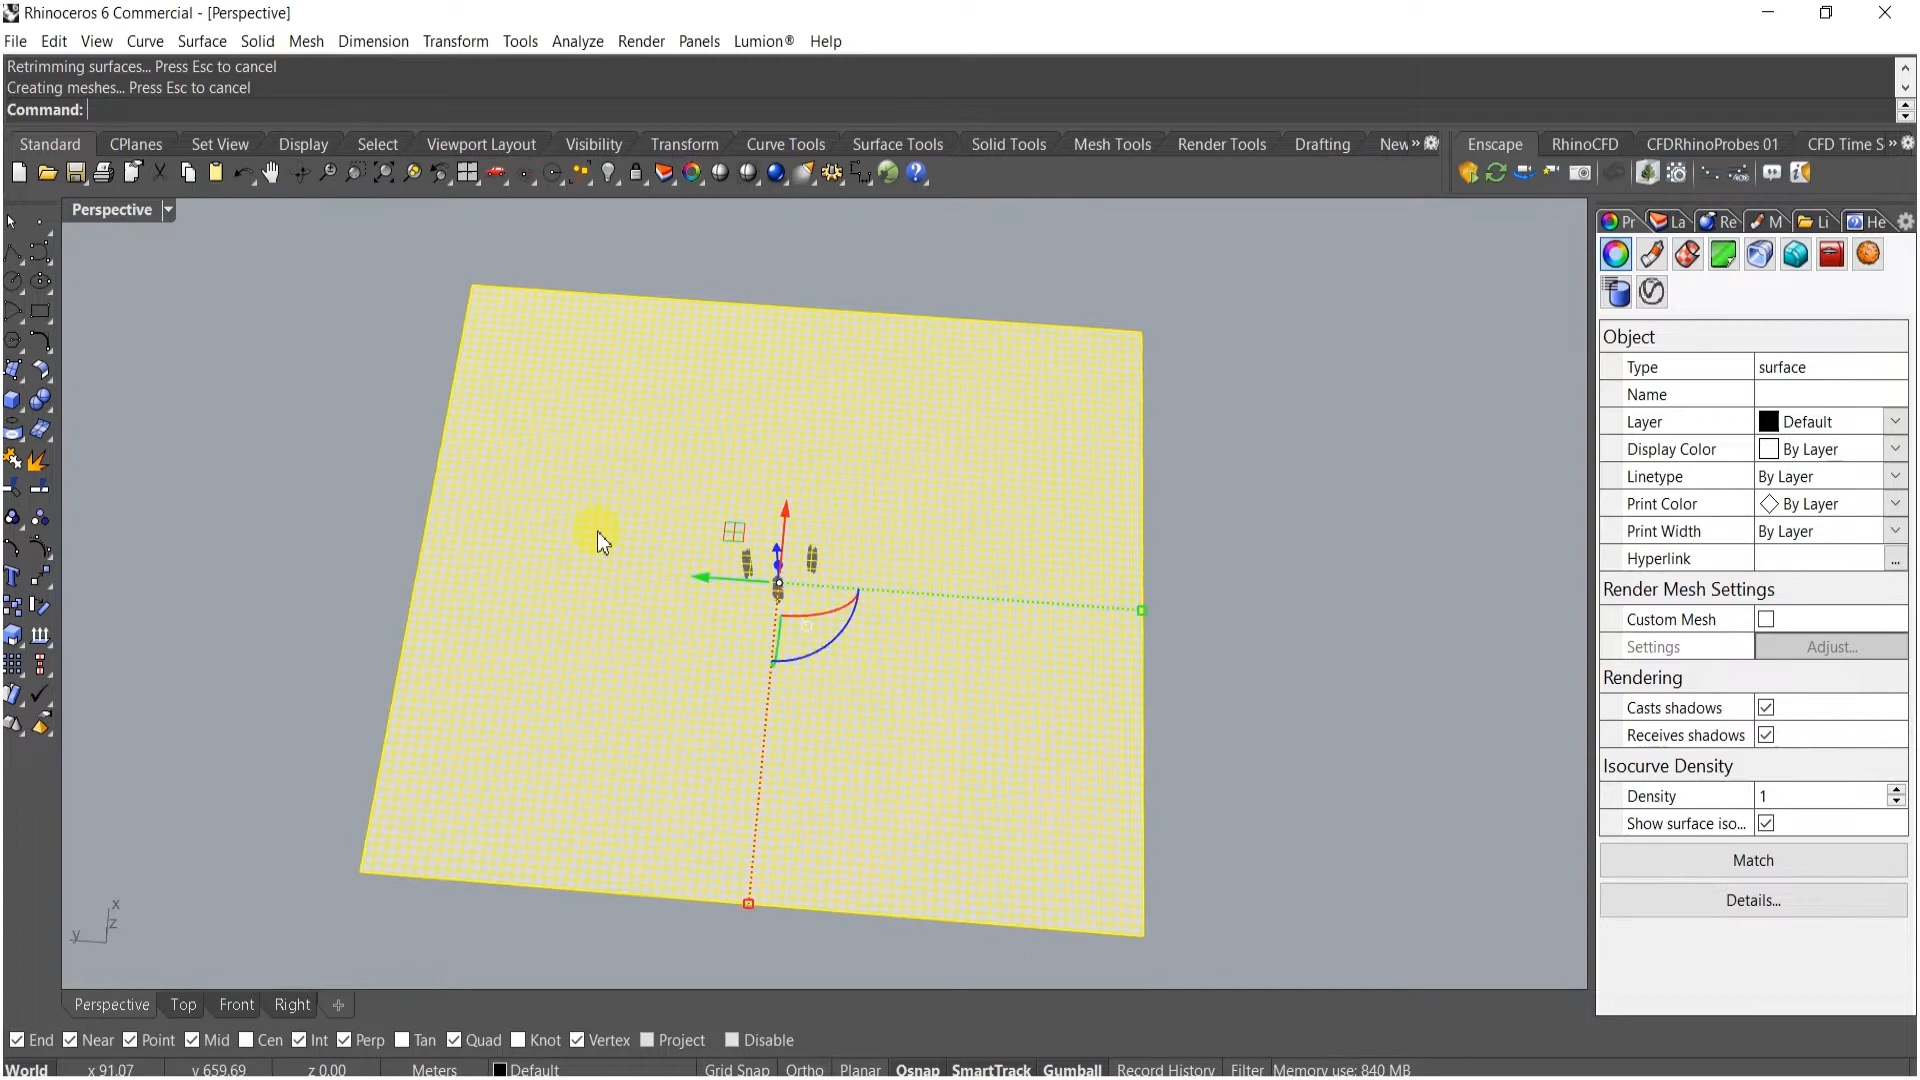 Rhinoceros 6 Commercial - [Perspective]
File Edit View Curve Surface Solid Mesh Dimension Transform Tools Analyze Render Panels Lumion® Help
Retrimming surfaces... Press Esc to cancel
Creating meshes... Press Esc to cancel
Command:
Standard CPlanes Set View Display Select Viewport Layout Visibility Transform Curve Tools Surface Tools Solid Tools Mesh Tools Render Tools Drafting New » Enscape RhinoCFD CFDRhinoProbes 01 CFD Time S »
Perspective
Pr La Re M Li He
Object
Type surface
Name
Layer Default
Display Color By Layer
Linetype By Layer
Print Color By Layer
Print Width By Layer
Hyperlink ...
Render Mesh Settings
Custom Mesh
Settings Adjust...
Rendering
Casts shadows
Receives shadows
Isocurve Density
Density 1
Show surface iso...
Match
Details...
x
z
y
Perspective Top Front Right
End Near Point Mid Cen Int Perp Tan Quad Knot Vertex Project Disable
World x 91.07 y 659.69 z 0.00 Meters Default Grid Snap Ortho Planar Osnap SmartTrack Gumball Record History Filter Memory use: 840 MB